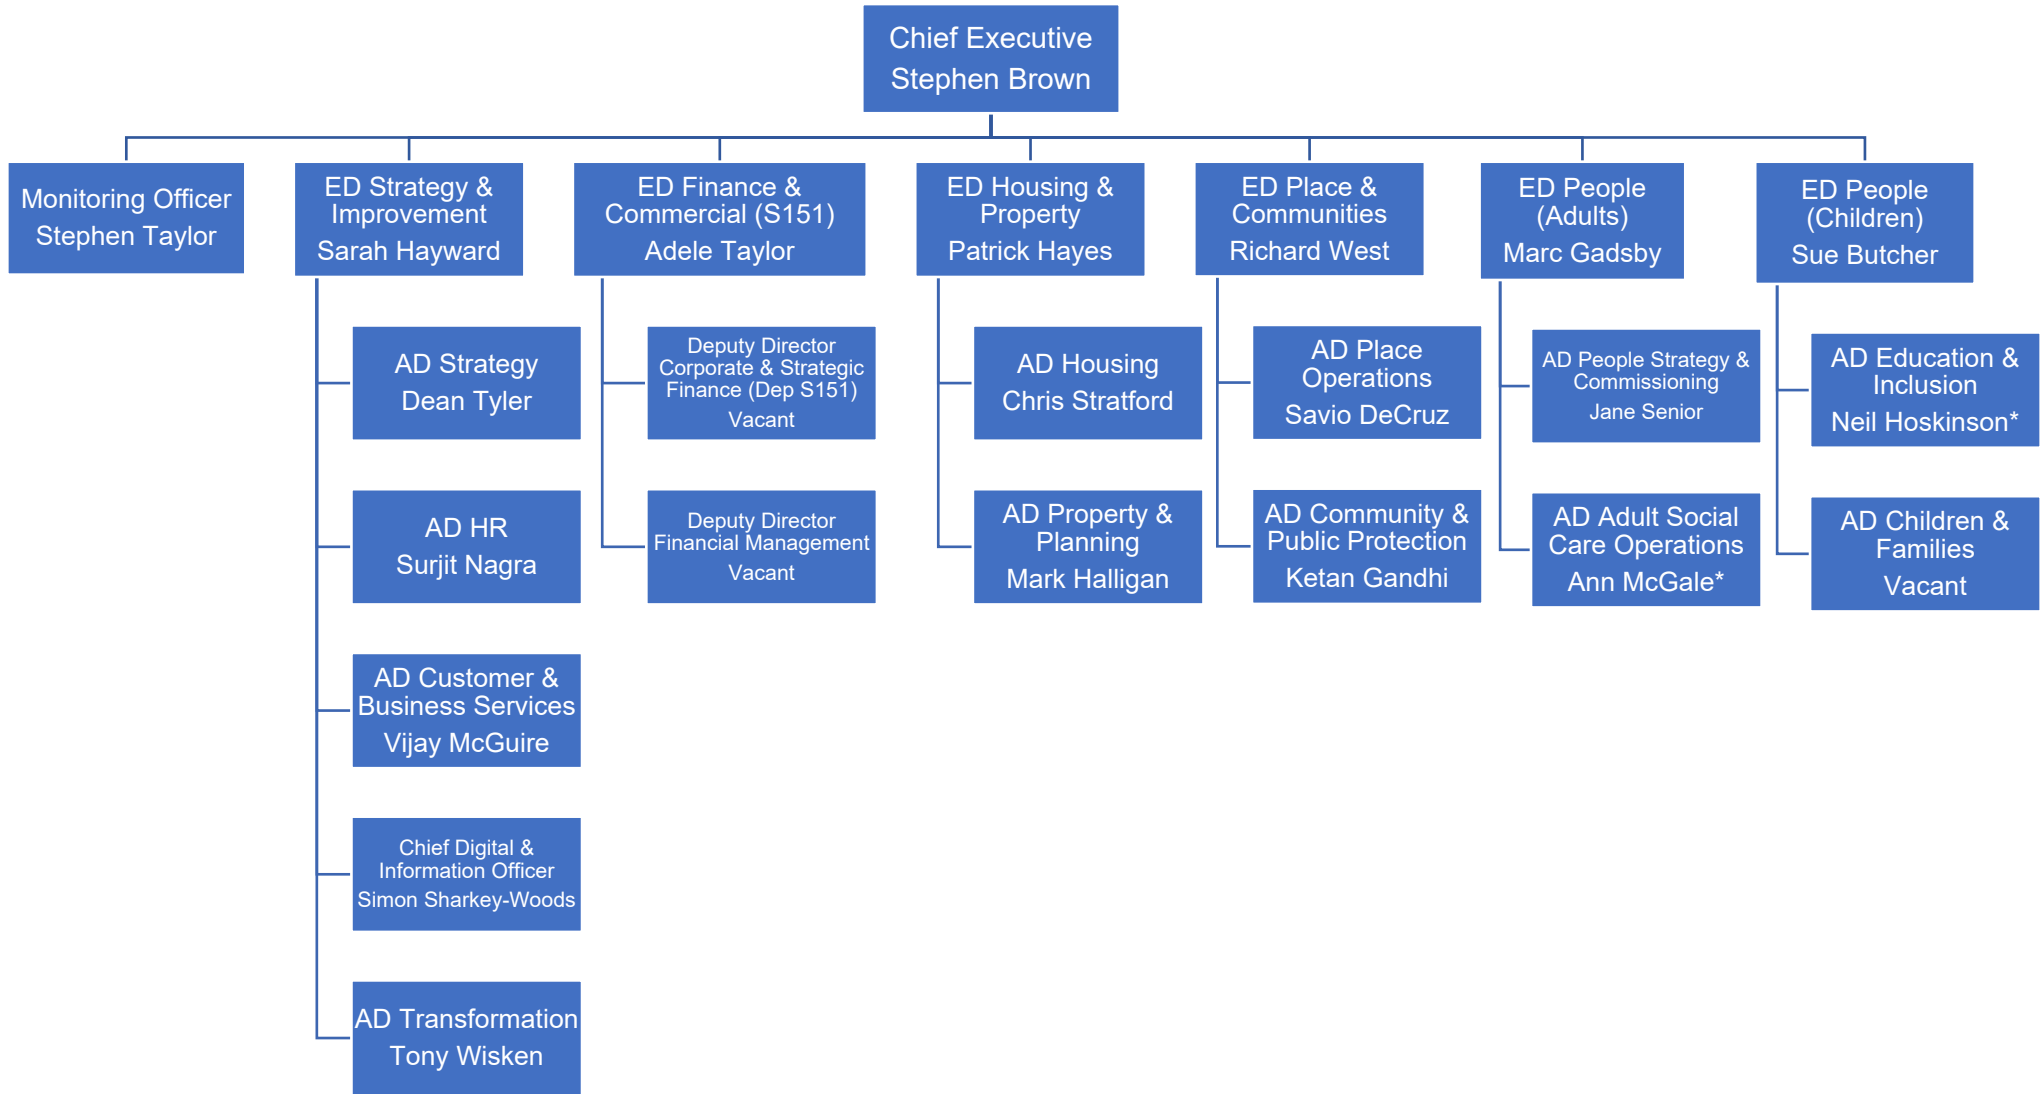 Chief Executive
Stephen Brown
Monitoring Officer
Stephen Taylor
ED Strategy &
Improvement
Sarah Hayward
ED Finance &
Commercial (S151)
Adele Taylor
ED Housing &
Property
Patrick Hayes
ED Place &
Communities
Richard West
ED People
(Adults)
Marc Gadsby
ED People
(Children)
Sue Butcher
AD Strategy
Dean Tyler
Deputy Director
Corporate & Strategic
Finance (Dep S151)
Vacant
AD Housing
Chris Stratford
AD Place
Operations
Savio DeCruz
AD People Strategy &
Commissioning
Jane Senior
AD Education &
Inclusion
Neil Hoskinson*
AD HR
Surjit Nagra
Deputy Director
Financial Management
Vacant
AD Property &
Planning
Mark Halligan
AD Community &
Public Protection
Ketan Gandhi
AD Adult Social
Care Operations
Ann McGale*
AD Children &
Families
Vacant
AD Customer &
Business Services
Vijay McGuire
Chief Digital &
Information Officer
Simon Sharkey-Woods
AD Transformation
Tony Wisken